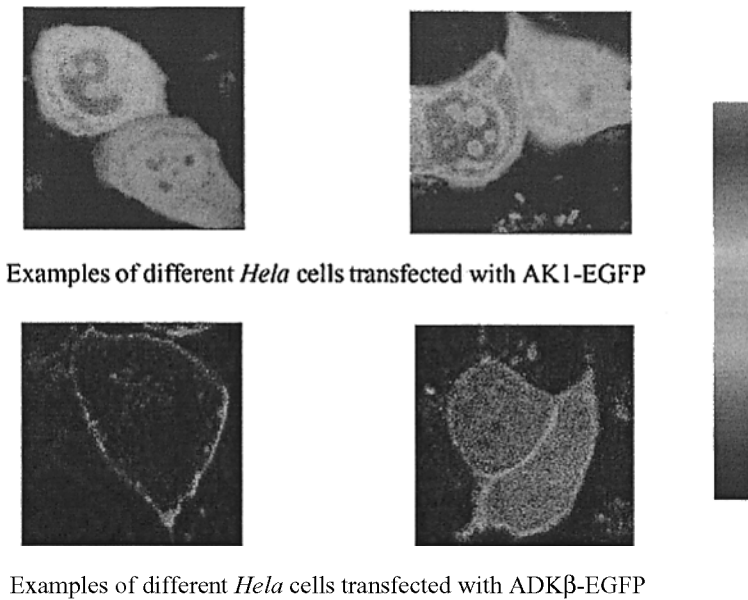 Examples of different Hela cells transfected with AK1-EGFP
Examples of different Hela cells transfected with ADKβ-EGFP